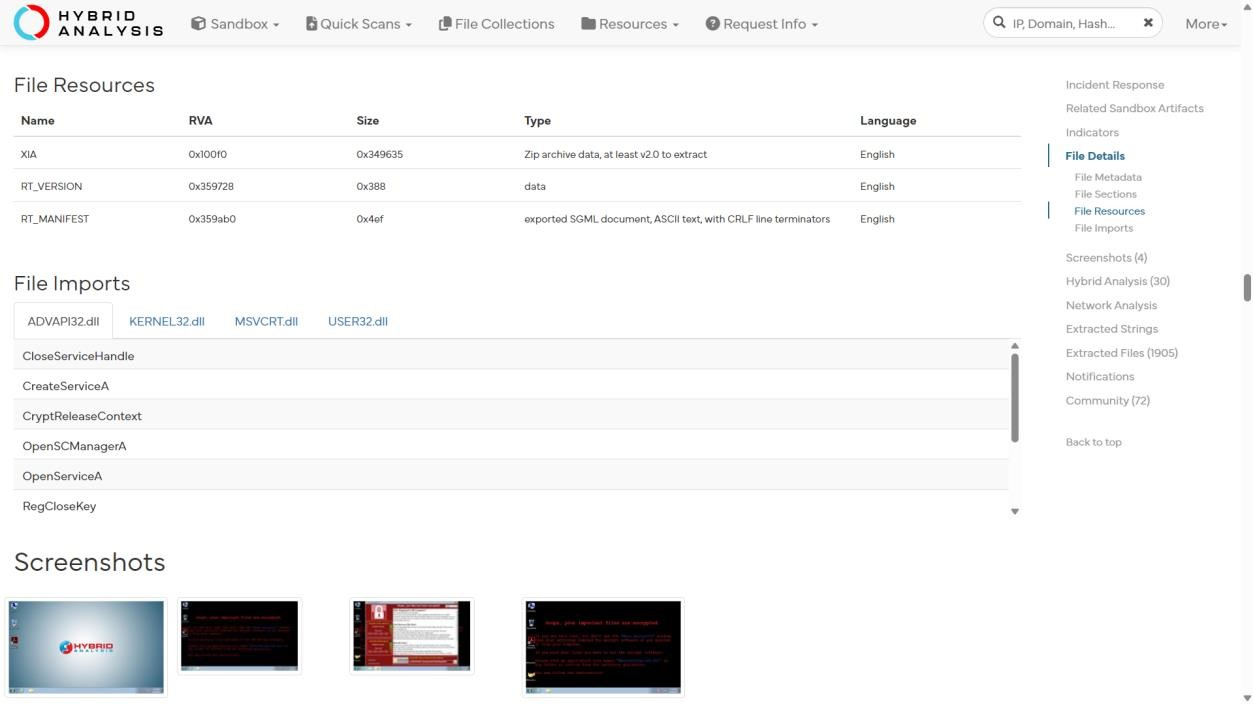 HYBRID
ANALYSIS
Sandbox
Quick Scans
File Collections
Resources
Request Info
IP, Domain, Hash...
More
File Resources
Name RVA Size Type Language
XIA 0x100f0 0x349635 Zip archive data, at least v2.0 to extract English
RT_VERSION 0x359728 0x388 data English
RT_MANIFEST 0x359ab0 0x4ef exported SGML document, ASCII text, with CRLF line terminators English
File Imports
ADVAPI32.dll KERNEL32.dll MSVCRT.dll USER32.dll
CloseServiceHandle
CreateServiceA
CryptReleaseContext
OpenSCManagerA
OpenServiceA
RegCloseKey
Screenshots
HYBRID
ANALYSIS
Ooops, your important files are encrypted.
Incident Response
Related Sandbox Artifacts
Indicators
File Details
File Metadata
File Sections
File Resources
File Imports
Screenshots (4)
Hybrid Analysis (30)
Network Analysis
Extracted Strings
Extracted Files (1905)
Notifications
Community (72)
Back to top